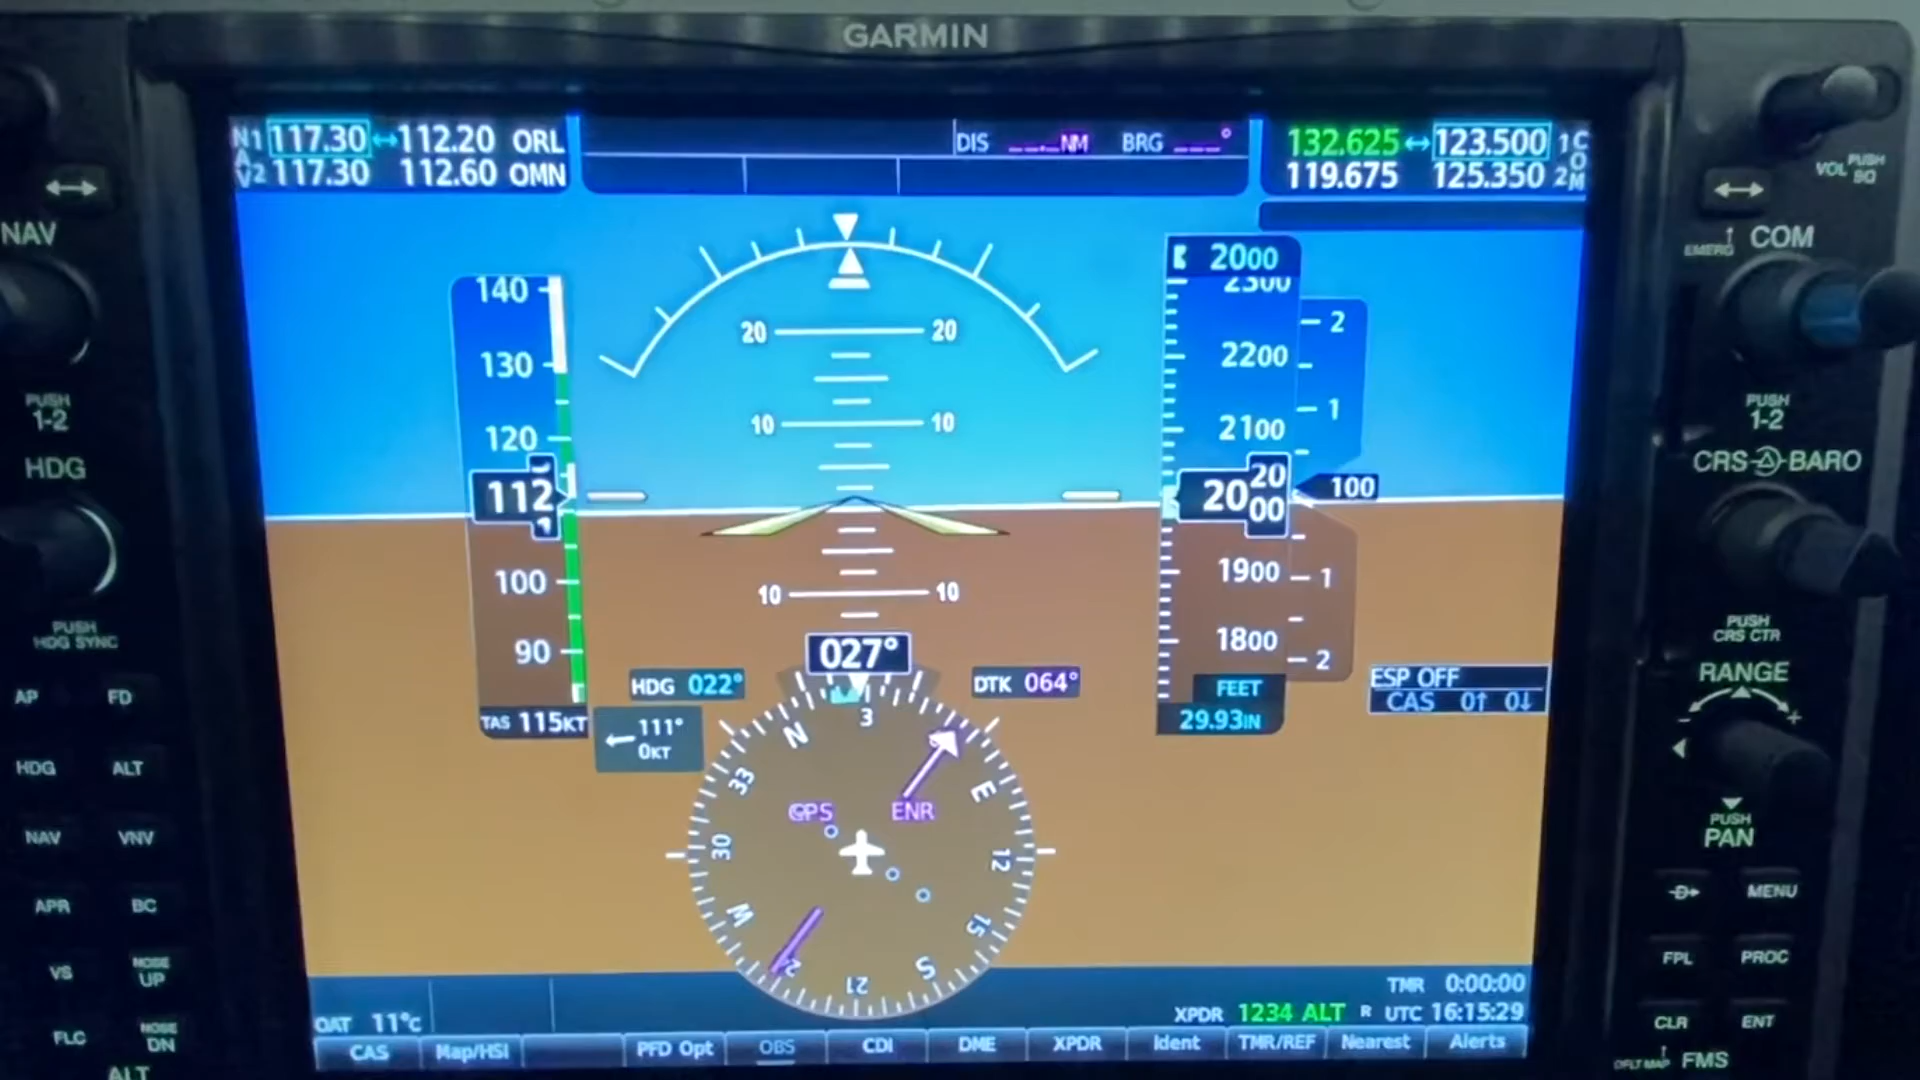 GARMIN
N1 117.30 ↔ 112.20 ORL
V2 117.30 112.60 OMN
DIS __._NM BRG ___°
132.625 ↔ 123.500 1
119.675 125.350 2
COM
VOL PUSH SQ
NAV
EMERG COM
PUSH 1-2
HDG
PUSH HDG SYNC
PUSH 1-2
CRS BARO
PUSH CRS CTR
RANGE
- +
PUSH PAN
140
130
120
112
100
90
TAS 115KT
20 20
10 10
10 10
2000
2300
2200
2100
2000
20
1900
1800
2
1
100
1
2
FEET
29.93IN
027°
HDG 022°
DTK 064°
111°
0KT
ESP OFF
CAS 0↑ 0↓
N 3 E 12 15 S 21 24 W 30 33
GPS ENR
AP FD
HDG ALT
NAV VNV
APR BC
VS NOSE UP
FLC NOSE DN
ALT
D MENU
FPL PROC
CLR ENT
DFLT MAP FMS
TMR 0:00:00
OAT 11°C
XPDR 1234 ALT R UTC 16:15:29
CAS Map/HSI PFD Opt OBS CDI DME XPDR Ident TMR/REF Nearest Alerts